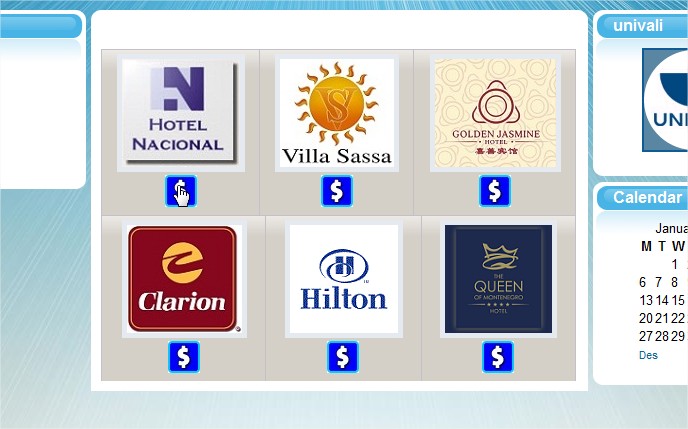 univali
HOTEL
NACIONAL
VS
Villa Sassa
GOLDEN JASMINE
HOTEL
嘉善宾馆
UNI
$
$
$
Calendar
Janua
M T W
1
6 7 8
13 14 15
20 21 22
27 28 29
Des
Clarion
Hilton
THE
QUEEN
OF MONTENEGRO
★★★★
HOTEL
$
$
$